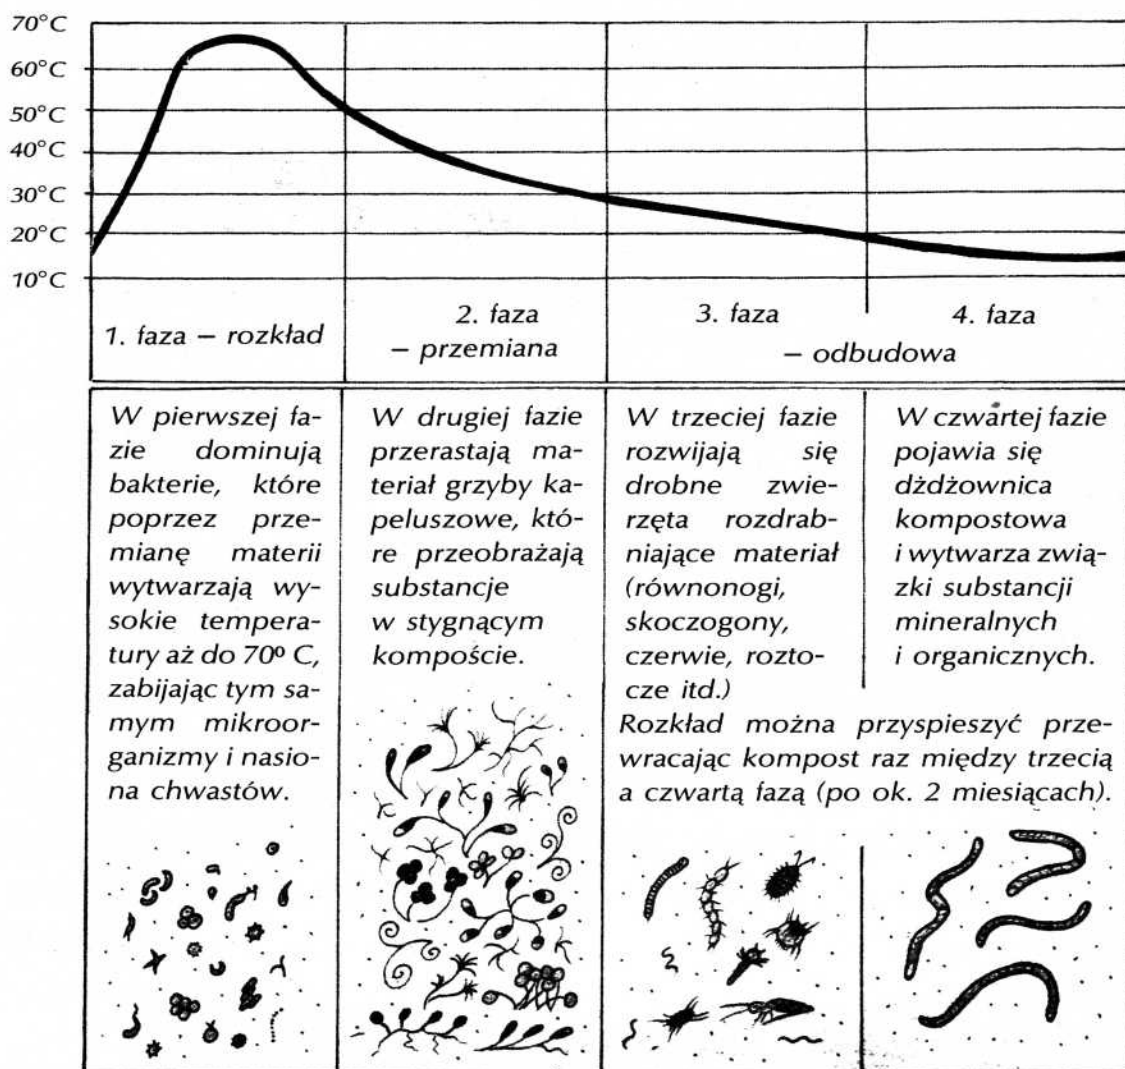 70°C
60°C
50°C
40°C
30°C
20°C
10°C
1. faza – rozkład
2. faza
– przemiana
3. faza
4. faza
– odbudowa
W pierwszej fa-
zie dominują
bakterie, które
poprzez prze-
mianę materii
wytwarzają wy-
sokie tempera-
tury aż do 70º C,
zabijając tym sa-
mym mikroor-
ganizmy i nasio-
na chwastów.
W drugiej fazie
przerastają ma-
teriał grzyby ka-
peluszowe, któ-
re przeobrażają
substancje
w stygnącym
kompoście.
W trzeciej fazie
rozwijają się
drobne zwie-
rzęta rozdrab-
niające materiał
(równonogi,
skoczogony,
czerwie, rozto-
cze itd.)
W czwartej fazie
pojawia się
dżdżownica
kompostowa
i wytwarza zwią-
zki substancji
mineralnych
i organicznych.
Rozkład można przyspieszyć prze-
wracając kompost raz między trzecią
a czwartą fazą (po ok. 2 miesiącach).